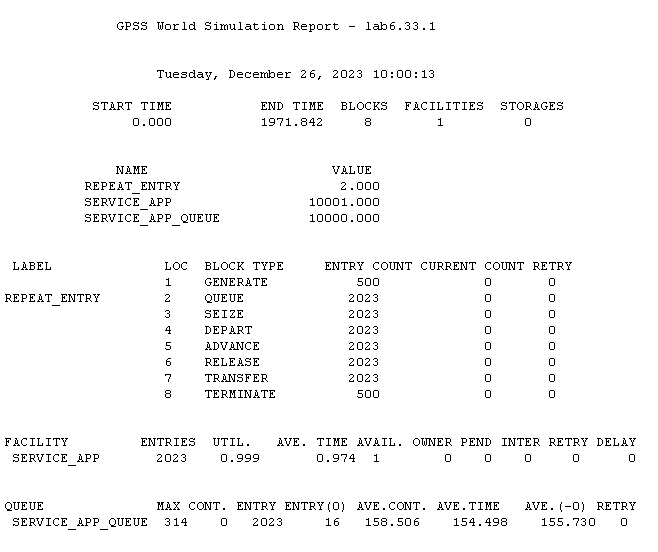 GPSS World Simulation Report - lab6.33.1
Tuesday, December 26, 2023 10:00:13
START TIME END TIME BLOCKS FACILITIES STORAGES
0.000 1971.842 8 1 0
NAME VALUE
REPEAT_ENTRY 2.000
SERVICE_APP 10001.000
SERVICE_APP_QUEUE 10000.000
LABEL LOC BLOCK TYPE ENTRY COUNT CURRENT COUNT RETRY
1 GENERATE 500 0 0
REPEAT_ENTRY 2 QUEUE 2023 0 0
3 SEIZE 2023 0 0
4 DEPART 2023 0 0
5 ADVANCE 2023 0 0
6 RELEASE 2023 0 0
7 TRANSFER 2023 0 0
8 TERMINATE 500 0 0
FACILITY ENTRIES UTIL. AVE. TIME AVAIL. OWNER PEND INTER RETRY DELAY
SERVICE_APP 2023 0.999 0.974 1 0 0 0 0 0
QUEUE MAX CONT. ENTRY ENTRY(0) AVE.CONT. AVE.TIME AVE.(-0) RETRY
SERVICE_APP_QUEUE 314 0 2023 16 158.506 154.498 155.730 0